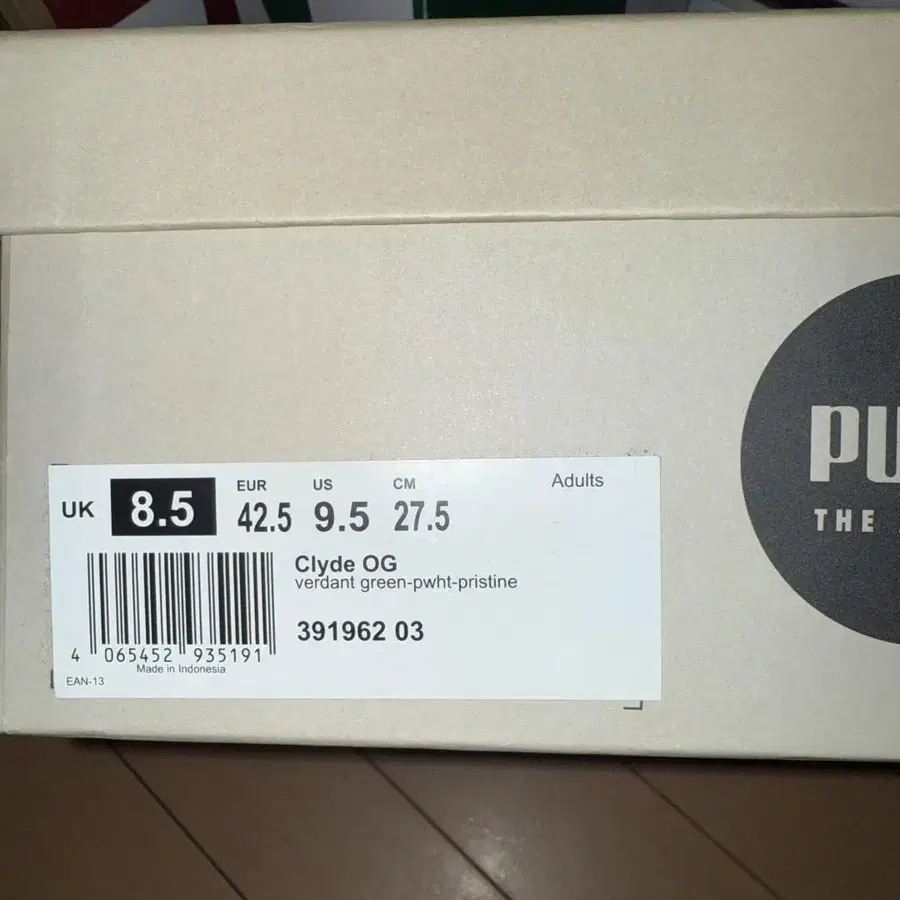 UK 8.5
EUR US CM
42.5 9.5 27.5
Adults
Clyde OG
verdant green-pwht-pristine
391962 03
4 065452 935191
Made in Indonesia
EAN-13
THE